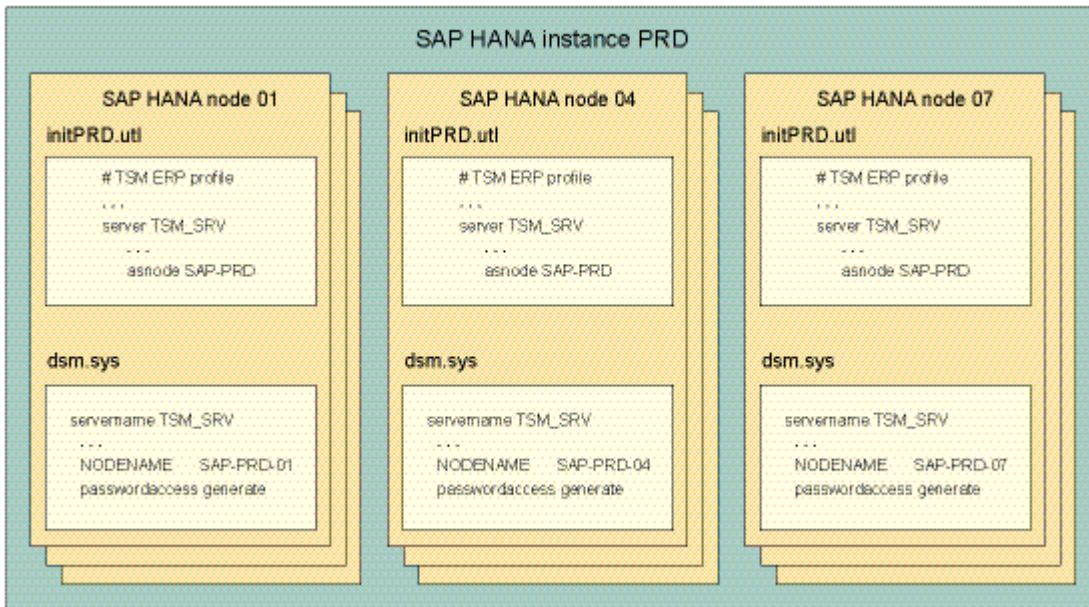 SAP HANA instance PRD
SAP HANA node 01
initPRD.utl
# TSM ERP profile
...
server TSM_SRV
...
asnode SAP-PRD
dsm.sys
servername TSM_SRV
...
NODENAME SAP-PRD-01
passwordaccess generate
SAP HANA node 04
initPRD.utl
# TSM ERP profile
...
server TSM_SRV
...
asnode SAP-PRD
dsm.sys
servername TSM_SRV
...
NODENAME SAP-PRD-04
passwordaccess generate
SAP HANA node 07
initPRD.utl
# TSM ERP profile
...
server TSM_SRV
...
asnode SAP-PRD
dsm.sys
servername TSM_SRV
...
NODENAME SAP-PRD-07
passwordaccess generate